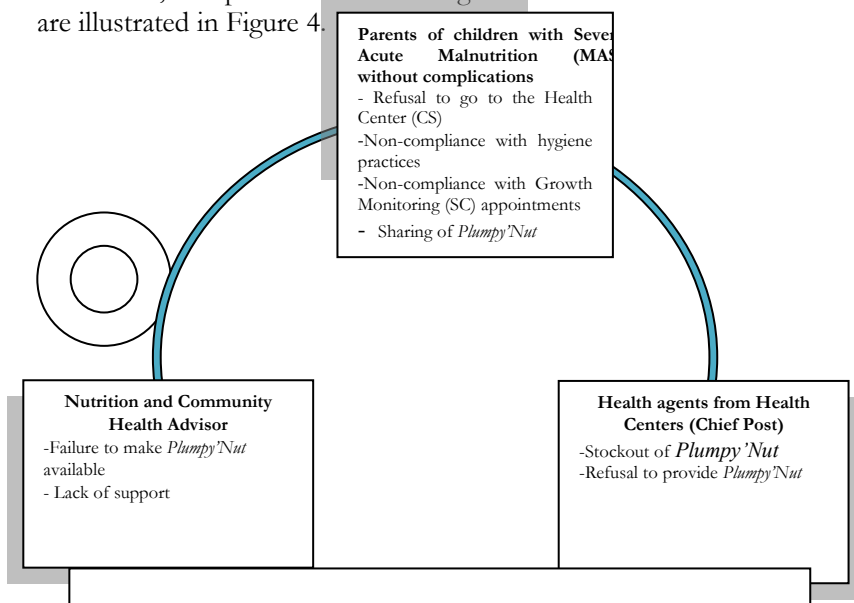 are illustrated in Figure 4.
Parents of children with Sever
Acute Malnutrition (MAS
without complications
- Refusal to go to the Health
Center (CS)
-Non-compliance with hygiene
practices
-Non-compliance with Growth
Monitoring (SC) appointments
- Sharing of Plumpy'Nut
Nutrition and Community
Health Advisor
-Failure to make Plumpy'Nut
available
- Lack of support
Health agents from Health
Centers (Chief Post)
-Stockout of Plumpy'Nut
-Refusal to provide Plumpy'Nut